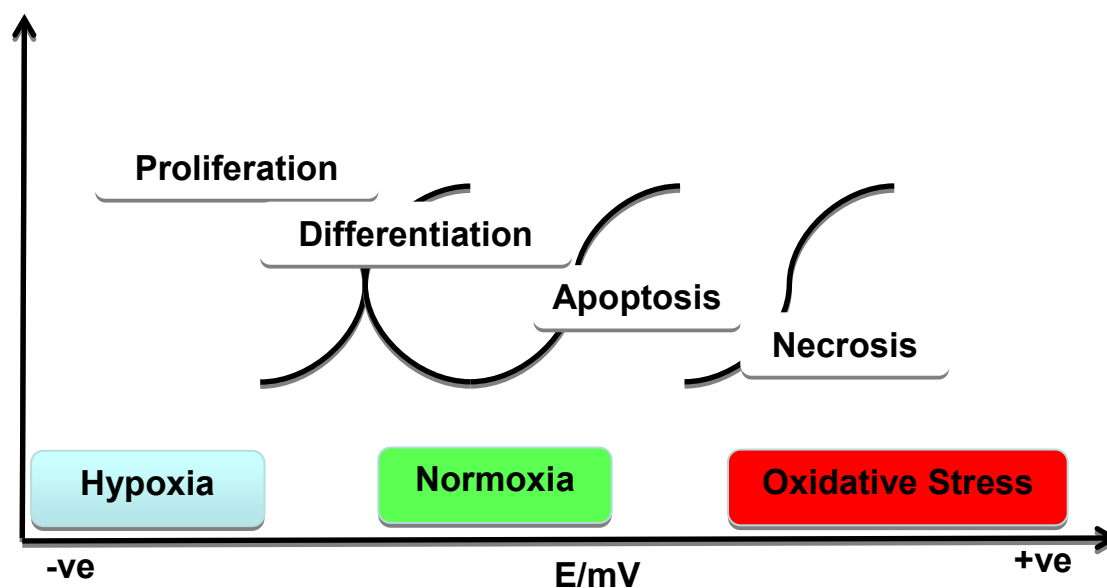 Proliferation
Differentiation
Apoptosis
Necrosis
Hypoxia
Normoxia
Oxidative Stress
-ve
E/mV
+ve